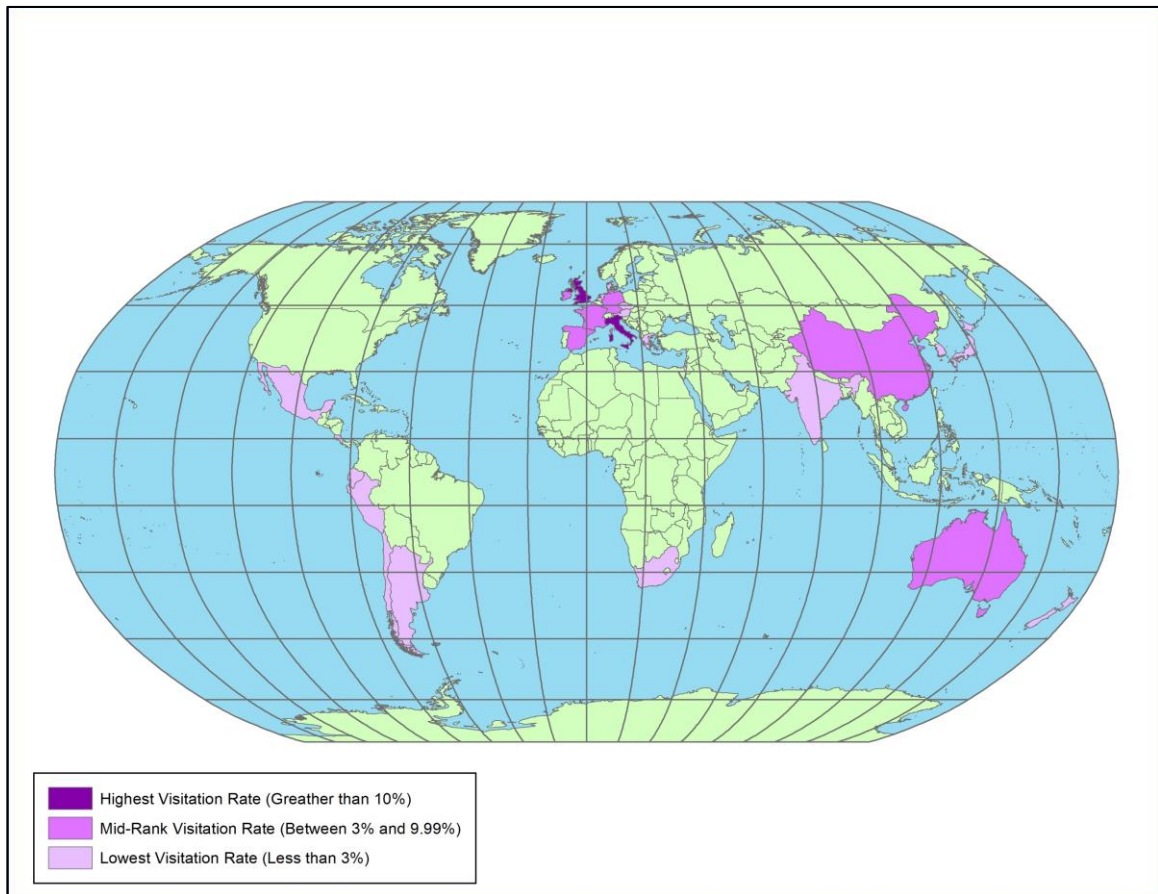 Highest Visitation Rate (Greather than 10%)
Mid-Rank Visitation Rate (Between 3% and 9.99%)
Lowest Visitation Rate (Less than 3%)